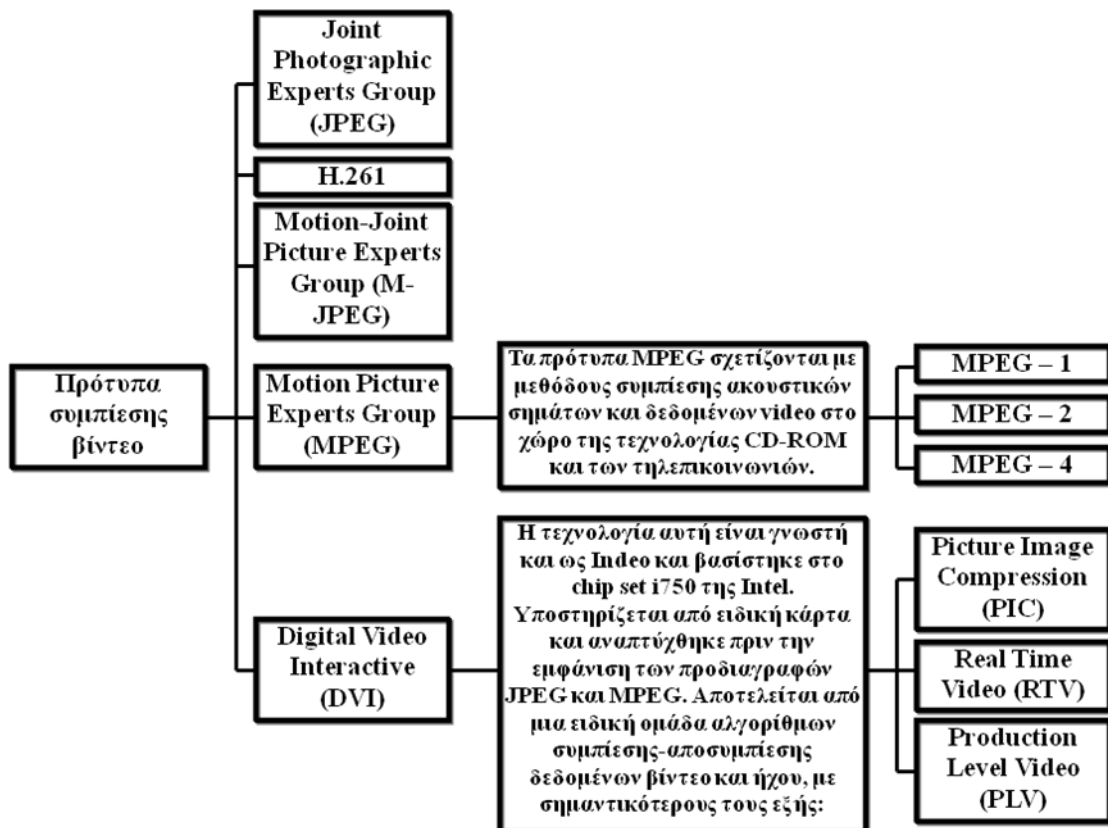 Joint
Photographic
Experts Group
(JPEG)
H.261
Motion-Joint
Picture Experts
Group (M-
JPEG)
Πρότυπα
συμπίεσης
βίντεο
Motion Picture
Experts Group
(MPEG)
Τα πρότυπα MPEG σχετίζονται με
μεθόδους συμπίεσης ακουστικών
σημάτων και δεδομένων video στο
χώρο της τεχνολογίας CD-ROM
και των τηλεπικοινωνιών.
MPEG – 1
MPEG – 2
MPEG – 4
Digital Video
Interactive
(DVI)
Η τεχνολογία αυτή είναι γνωστή
και ως Indeo και βασίστηκε στο
chip set i750 της Intel.
Υποστηρίζεται από ειδική κάρτα
και αναπτύχθηκε πριν την
εμφάνιση των προδιαγραφών
JPEG και MPEG. Αποτελείται από
μια ειδική ομάδα αλγορίθμων
συμπίεσης-αποσυμπίεσης
δεδομένων βίντεο και ήχου, με
σημαντικότερους τους εξής:
Picture Image
Compression
(PIC)
Real Time
Video (RTV)
Production
Level Video
(PLV)